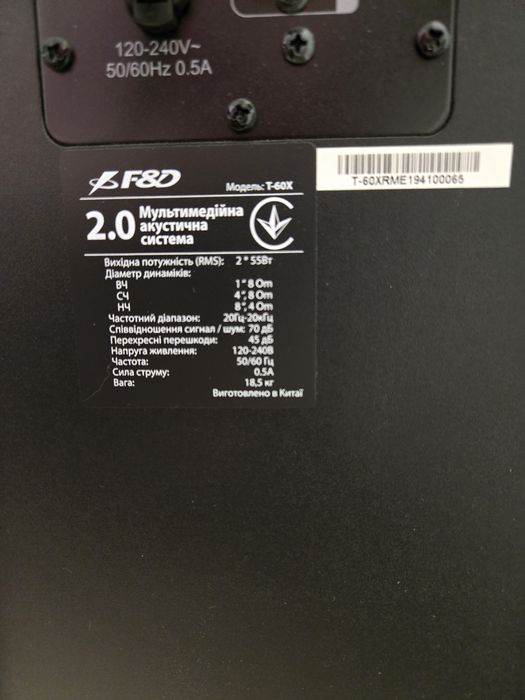 120-240V~
50/60Hz 0.5A
F&D Модель: T-60X
T-60XRME194100065
2.0 Мультимедійна
акустична
система
Вихідна потужність (RMS): 2*55Вт
Діаметр динаміків:
ВЧ 1"8 Om
СЧ 4",8 Om
НЧ 8",4 Om
Частотний діапазон: 20Гц-20кГц
Співвідношення сигнал / шум: 70 дБ
Перехресні перешкоди: 45 дБ
Напруга живлення: 120-240В
Частота: 50/60 Гц
Сила струму: 0.5А
Вага: 18,5 кг
Виготовлено в Китаї